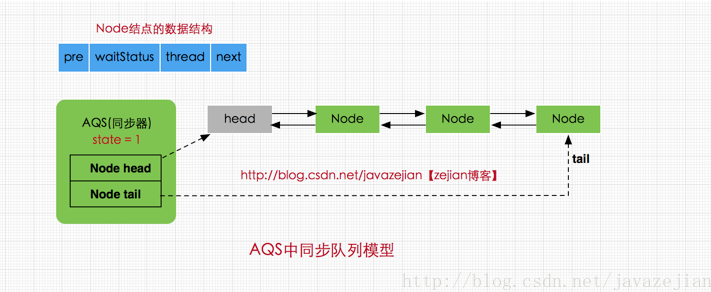 Node结点的数据结构
pre waitStatus thread next
AQS(同步器)
state = 1
Node head
Node tail
head Node Node Node
tail
http://blog.csdn.net/javazejian【zejian博客】
AQS中同步队列模型
http://blog.csdn.net/javazejian